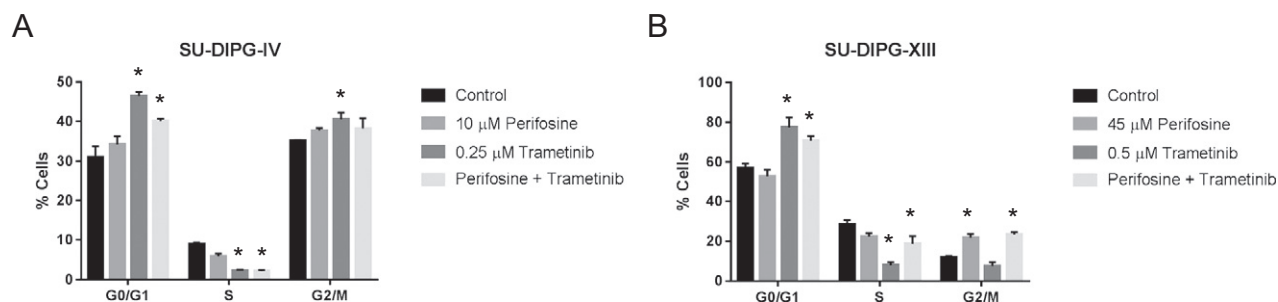 A
SU-DIPG-IV
% Cells
50
40
30
20
10
0
* * * * *
G0/G1 S G2/M
Control
10 μM Perifosine
0.25 μM Trametinib
Perifosine + Trametinib
B
SU-DIPG-XIII
% Cells
100
80
60
40
20
0
* * * * * *
G0/G1 S G2/M
Control
45 μM Perifosine
0.5 μM Trametinib
Perifosine + Trametinib